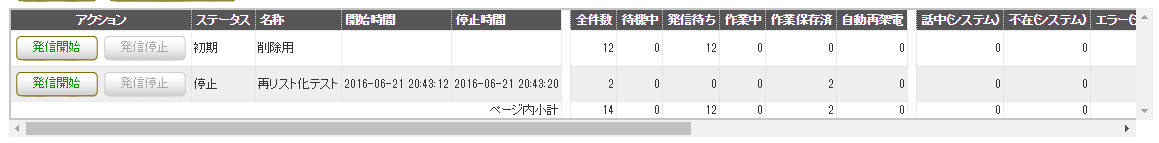 アクション ステータス 名称 開始時間 停止時間 全件数 待機中 発信待ち 作業中 作業保存済 自動再架電 話中(システム) 不在(システム) エラー(シ
発信開始 発信停止 初期 削除用 12 0 12 0 0 0 0 0
発信開始 発信停止 停止 再リスト化テスト 2016-06-21 20:43:12 2016-06-21 20:43:20 2 0 0 0 2 0 0 0
ページ内小計 14 0 12 0 2 0 0 0